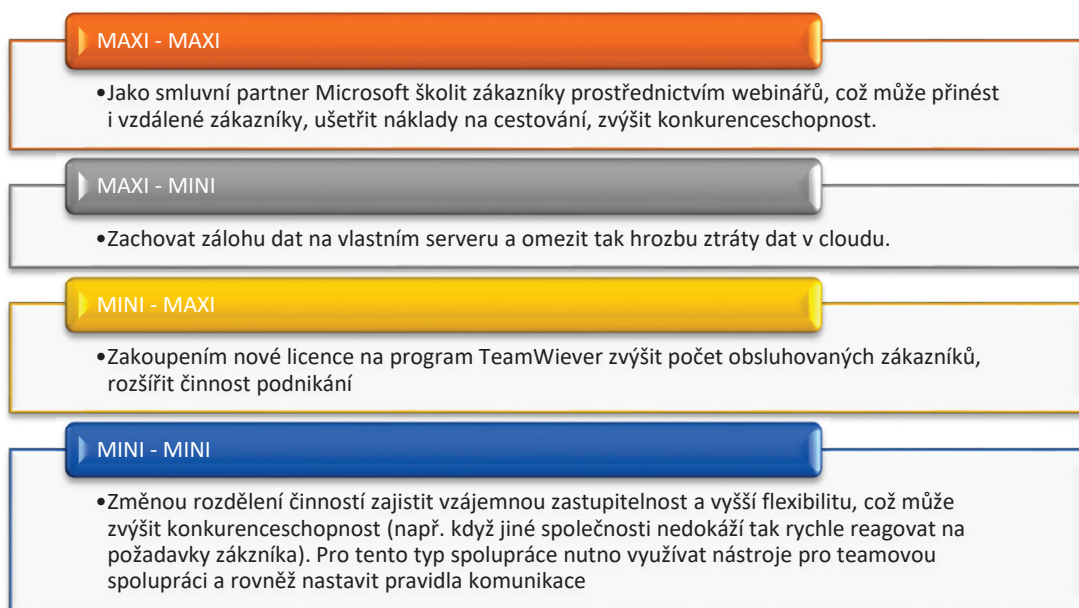 MAXI - MAXI
•Jako smluvní partner Microsoft školit zákazníky prostřednictvím webinářů, což může přinést
i vzdálené zákazníky, ušetřit náklady na cestování, zvýšit konkurenceschopnost.
MAXI - MINI
•Zachovat zálohu dat na vlastním serveru a omezit tak hrozbu ztráty dat v cloudu.
MINI - MAXI
•Zakoupením nové licence na program TeamWiever zvýšit počet obsluhovaných zákazníků,
rozšířit činnost podnikání
MINI - MINI
•Změnou rozdělení činností zajistit vzájemnou zastupitelnost a vyšší flexibilitu, což může
zvýšit konkurenceschopnost (např. když jiné společnosti nedokáží tak rychle reagovat na
požadavky zákzníka). Pro tento typ spolupráce nutno využívat nástroje pro teamovou
spolupráci a rovněž nastavit pravidla komunikace